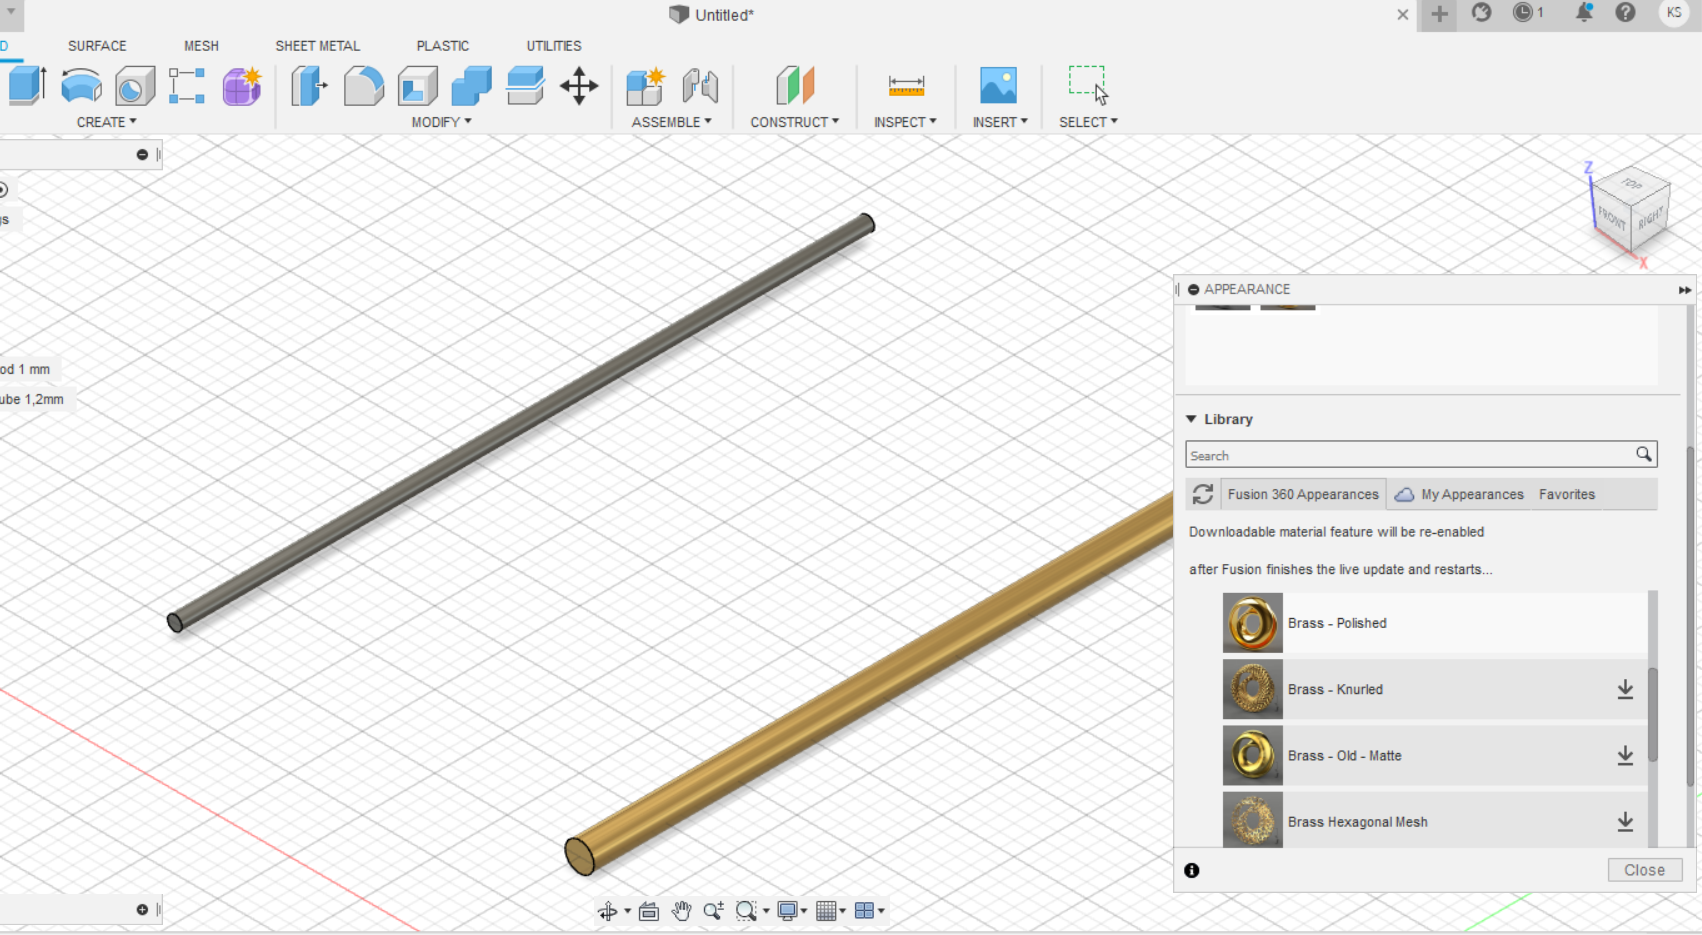 Untitled*
1
KS
D
SURFACE
MESH
SHEET METAL
PLASTIC
UTILITIES
CREATE
MODIFY
ASSEMBLE
CONSTRUCT
INSPECT
INSERT
SELECT
gs
od 1 mm
ube 1,2mm
Z
TOP
FRONT
RIGHT
X
APPEARANCE
Library
Search
Fusion 360 Appearances
My Appearances
Favorites
Downloadable material feature will be re-enabled
after Fusion finishes the live update and restarts...
Brass - Polished
Brass - Knurled
Brass - Old - Matte
Brass Hexagonal Mesh
Close